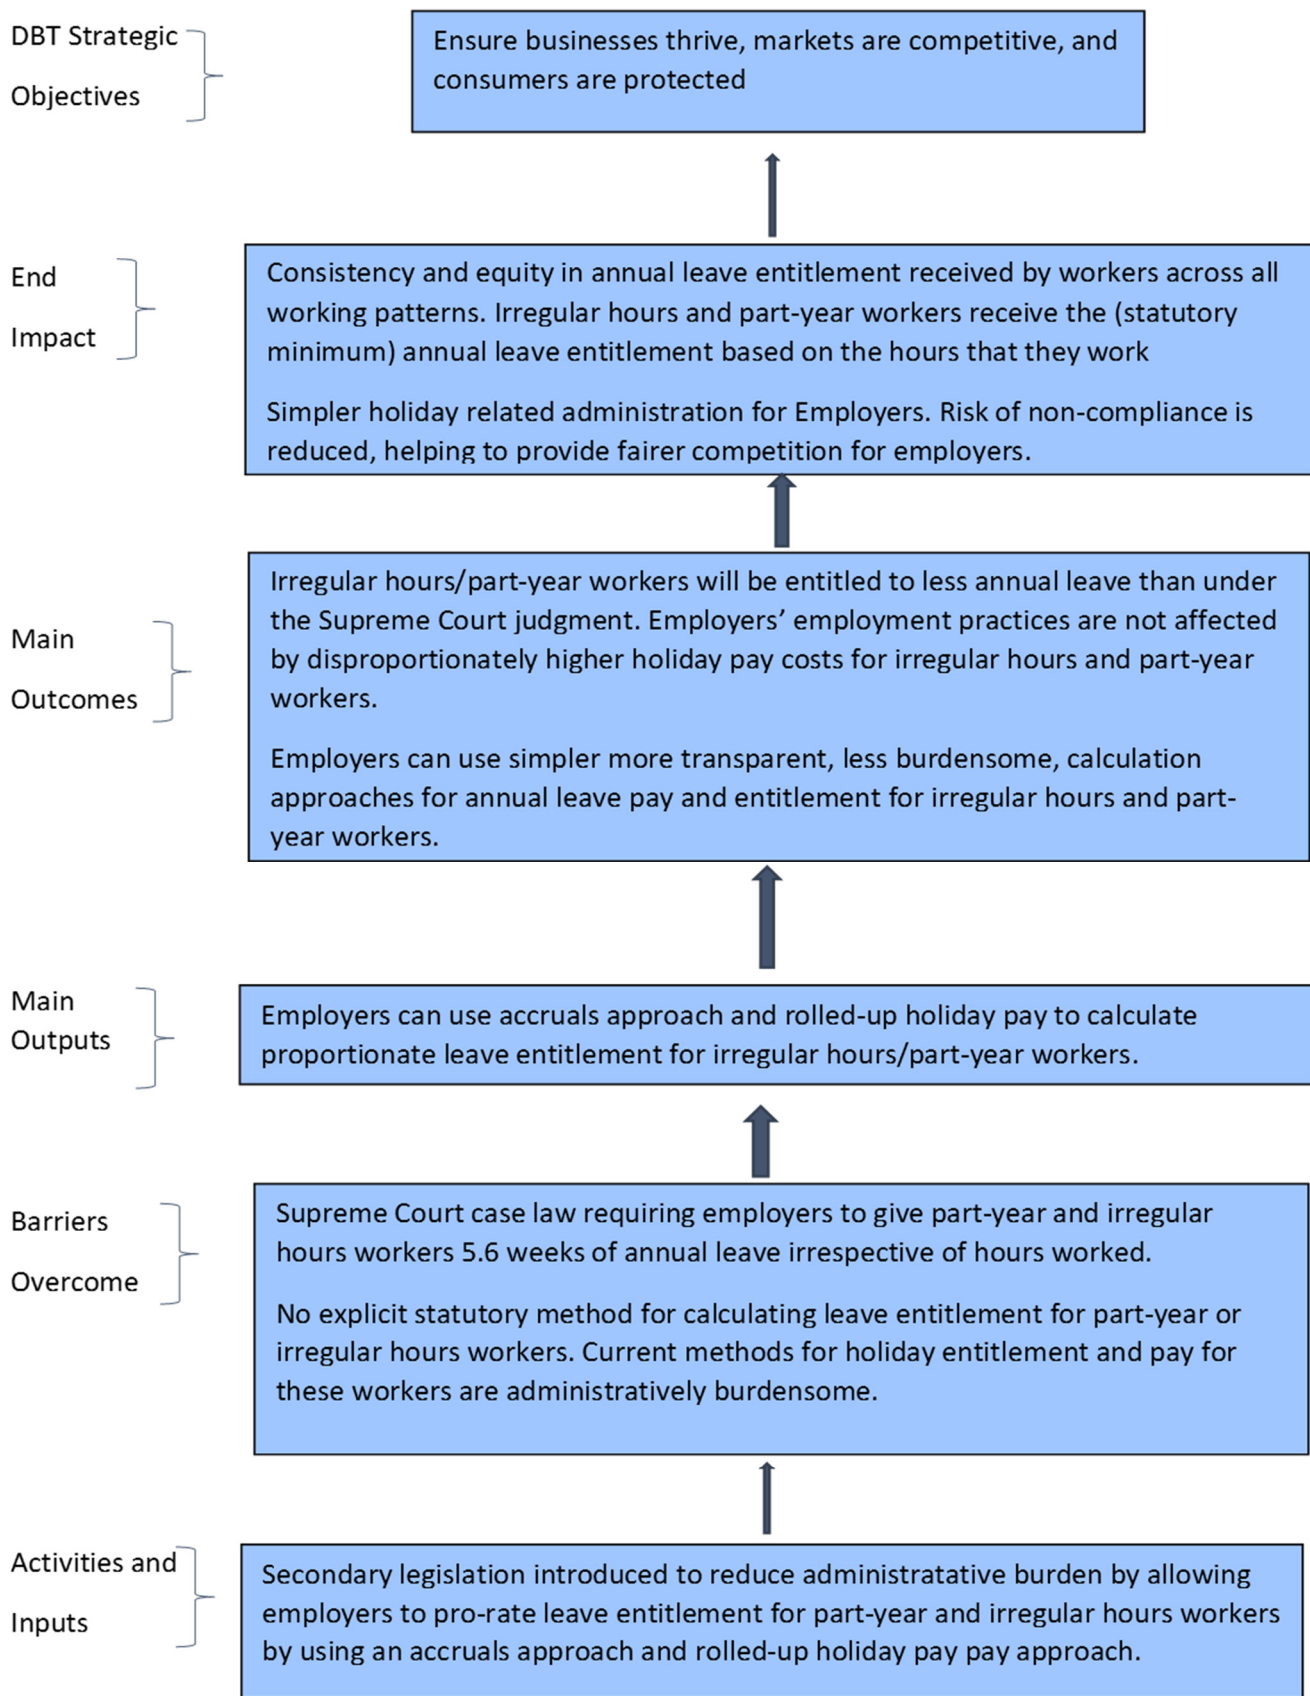 DBT Strategic
Objectives
Ensure businesses thrive, markets are competitive, and
consumers are protected
End
Impact
Consistency and equity in annual leave entitlement received by workers across all
working patterns. Irregular hours and part-year workers receive the (statutory
minimum) annual leave entitlement based on the hours that they work
Simpler holiday related administration for Employers. Risk of non-compliance is
reduced, helping to provide fairer competition for employers.
Main
Outcomes
Irregular hours/part-year workers will be entitled to less annual leave than under
the Supreme Court judgment. Employers’ employment practices are not affected
by disproportionately higher holiday pay costs for irregular hours and part-year
workers.
Employers can use simpler more transparent, less burdensome, calculation
approaches for annual leave pay and entitlement for irregular hours and part-
year workers.
Main
Outputs
Employers can use accruals approach and rolled-up holiday pay to calculate
proportionate leave entitlement for irregular hours/part-year workers.
Barriers
Overcome
Supreme Court case law requiring employers to give part-year and irregular
hours workers 5.6 weeks of annual leave irrespective of hours worked.
No explicit statutory method for calculating leave entitlement for part-year or
irregular hours workers. Current methods for holiday entitlement and pay for
these workers are administratively burdensome.
Activities and
Inputs
Secondary legislation introduced to reduce administratative burden by allowing
employers to pro-rate leave entitlement for part-year and irregular hours workers
by using an accruals approach and rolled-up holiday pay pay approach.